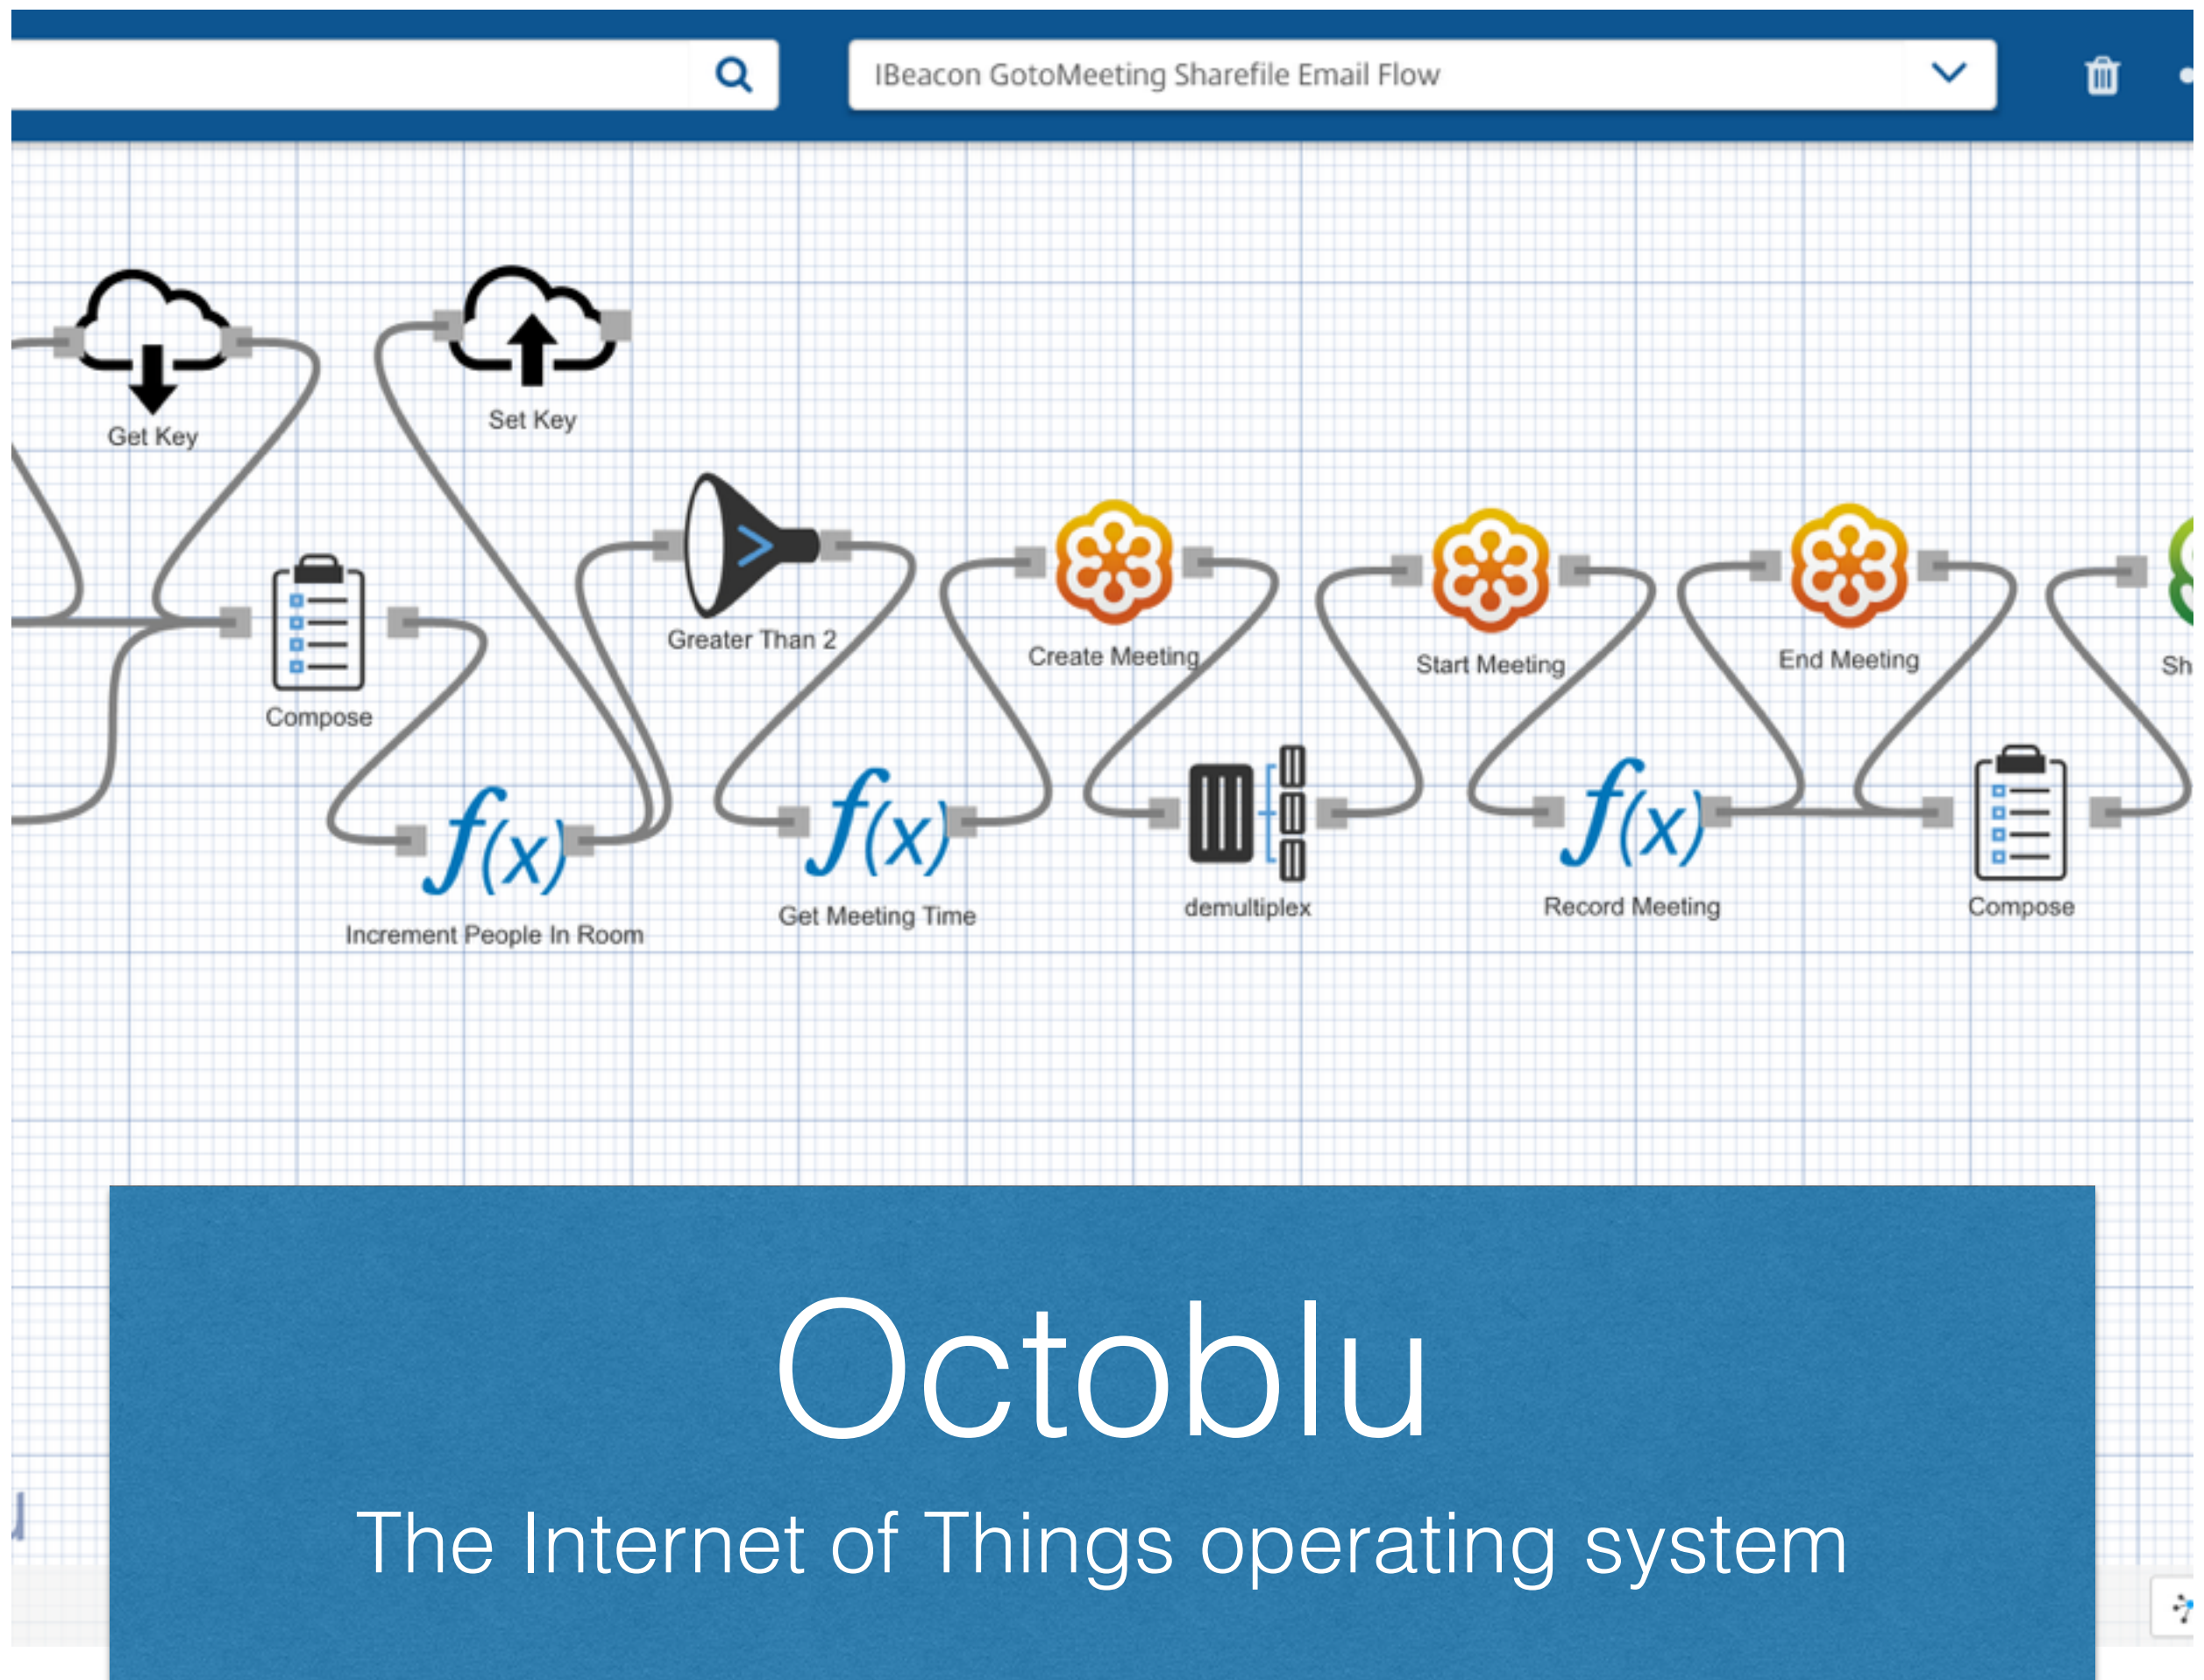 IBeacon GotoMeeting Sharefile Email Flow
Get Key
Set Key
Compose
Greater Than 2
Create Meeting
Start Meeting
End Meeting
Sh
f(x)
f(x)
f(x)
Increment People In Room
Get Meeting Time
demultiplex
Record Meeting
Compose
Octoblu
The Internet of Things operating system